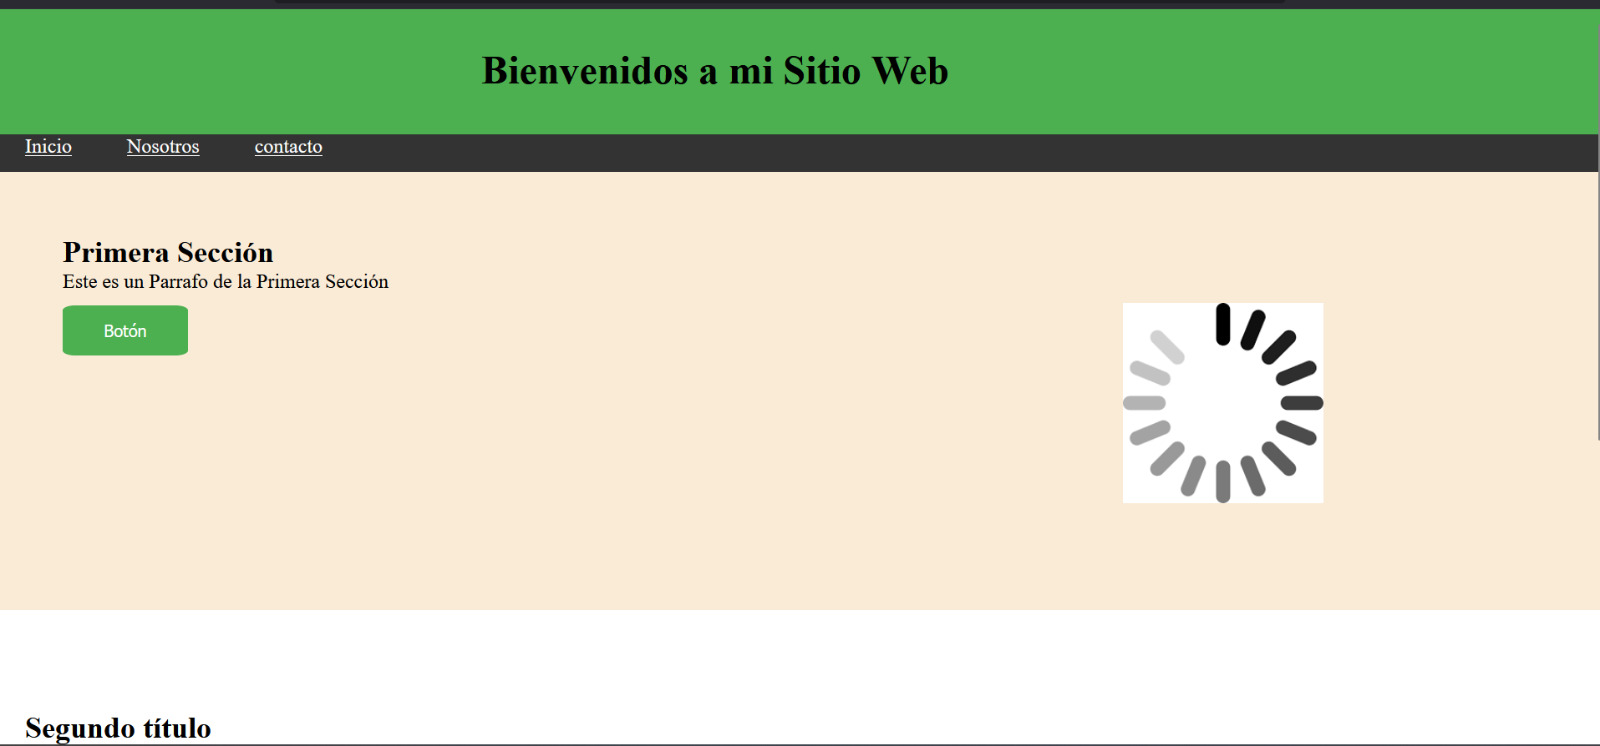 Bienvenidos a mi Sitio Web
Inicio Nosotros contacto
Primera Sección
Este es un Parrafo de la Primera Sección
Botón
Segundo título